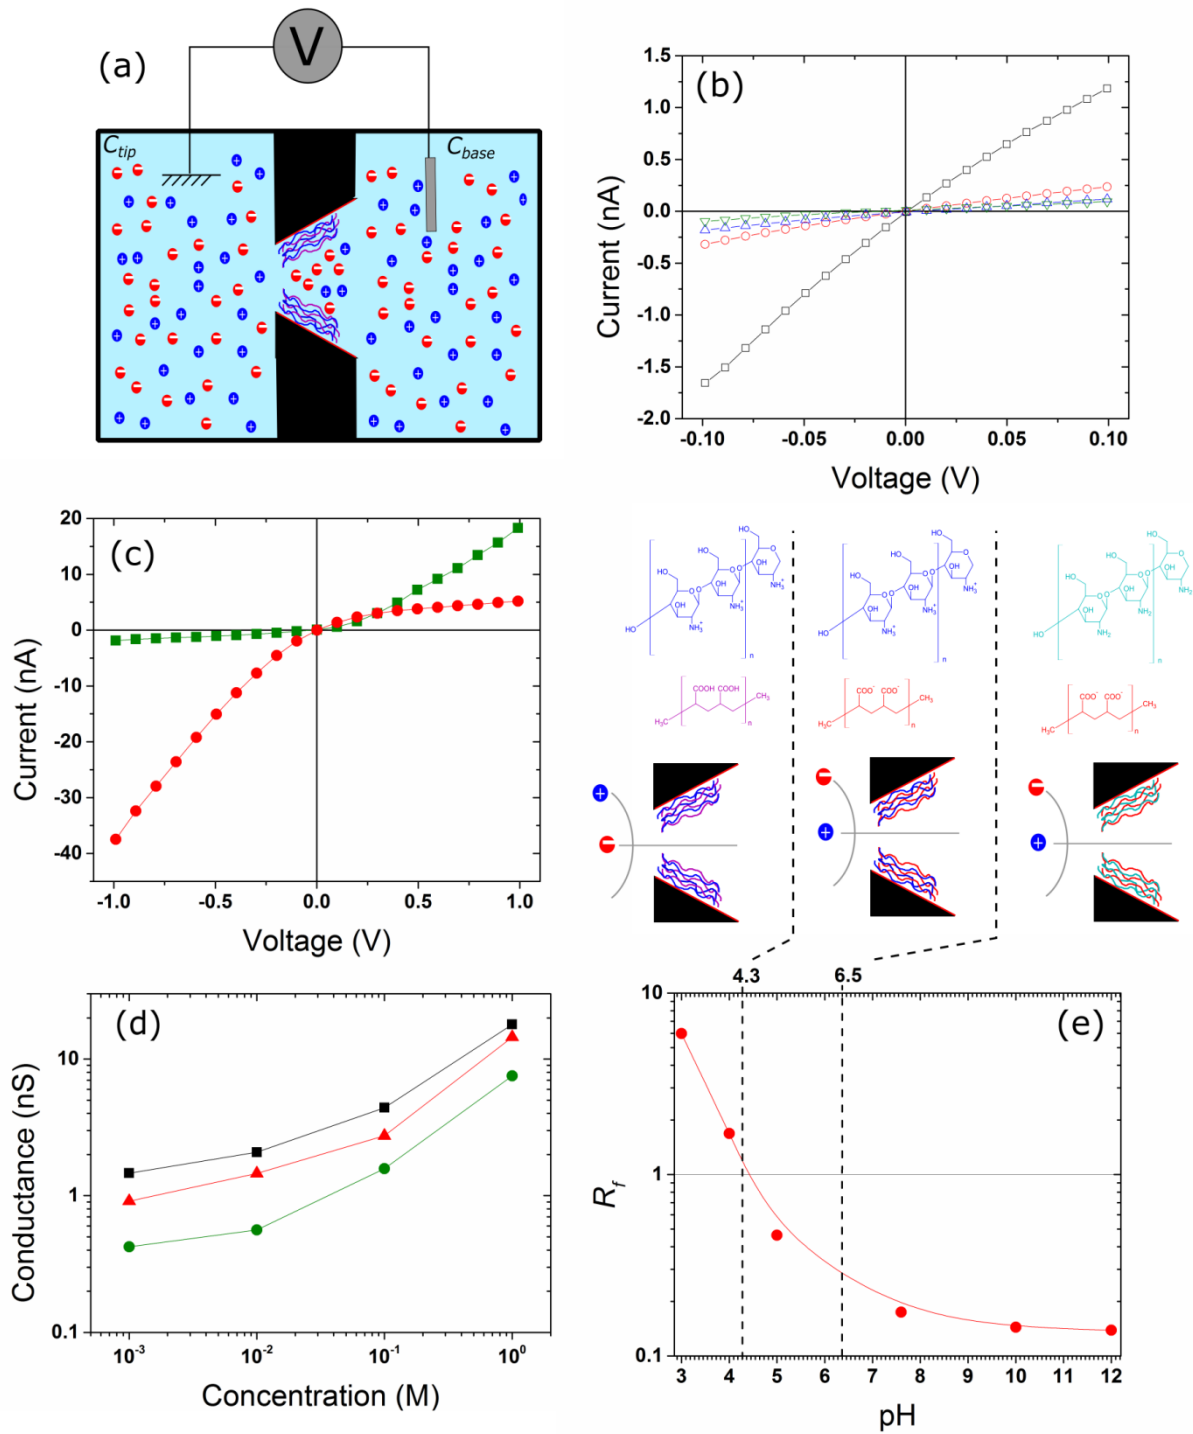 (a)
V
C_tip
C_base
(b)
1.5
1.0
0.5
0.0
-0.5
-1.0
-1.5
-2.0
-0.10 -0.05 0.00 0.05 0.10
Current (nA)
Voltage (V)
(c)
20
10
0
-10
-20
-30
-40
-1.0 -0.5 0.0 0.5 1.0
Current (nA)
Voltage (V)
4.3 6.5
(d)
10
1
0.1
10⁻³ 10⁻² 10⁻¹ 10⁰
Conductance (nS)
Concentration (M)
(e)
10
1
0.1
3 4 5 6 7 8 9 10 11 12
R_f
pH